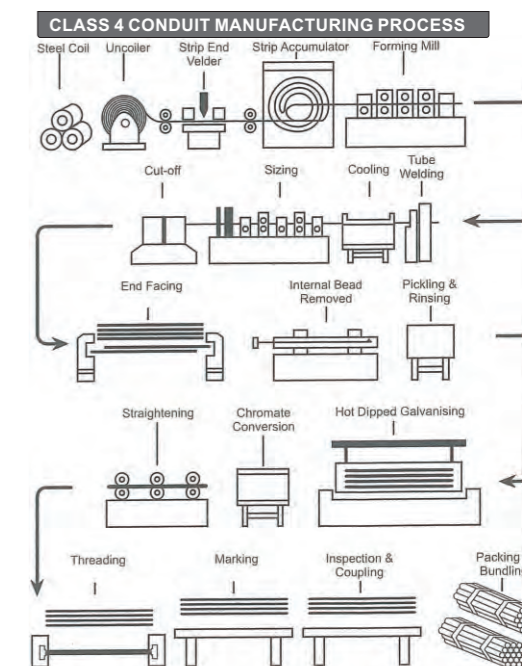 CLASS 4 CONDUIT MANUFACTURING PROCESS
Steel Coil
Uncoiler
Strip End
Velder
Strip Accumulator
Forming Mill
Cut-off
Sizing
Cooling
Tube
Welding
End Facing
Internal Bead
Removed
Pickling &
Rinsing
Straightening
Chromate
Conversion
Hot Dipped Galvanising
Threading
Marking
Inspection &
Coupling
Packing